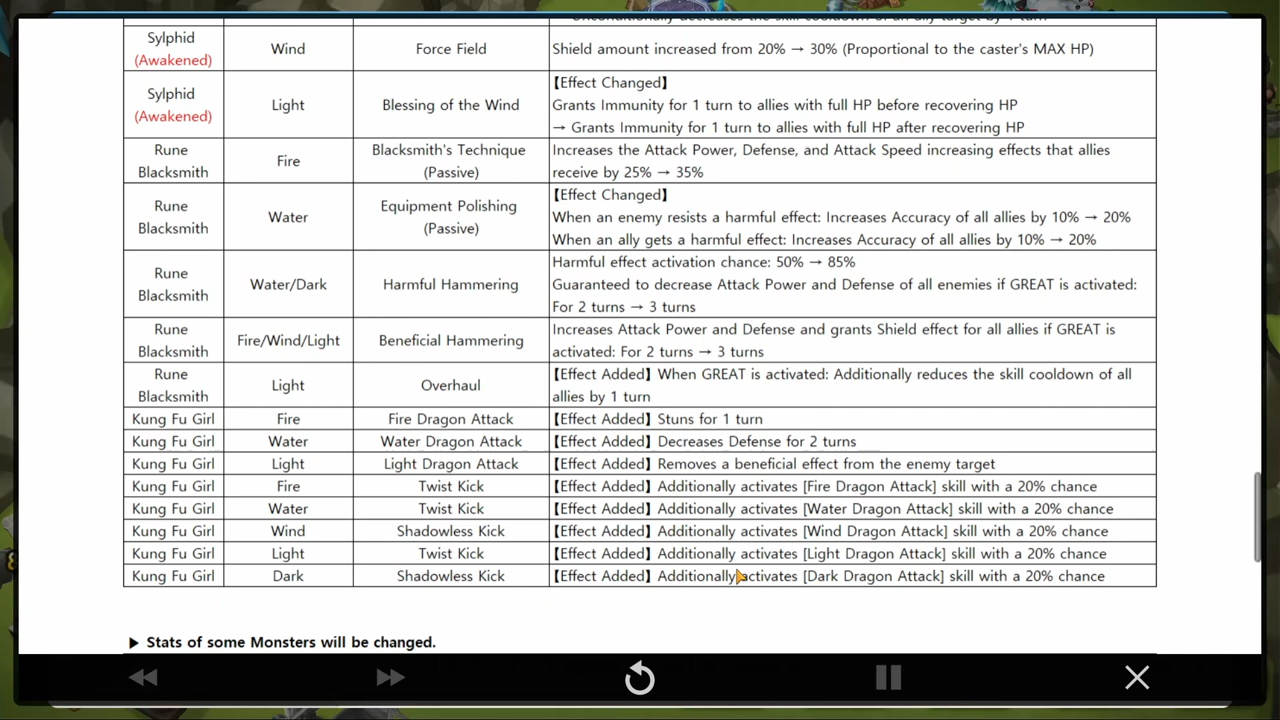 Unconditionally decreases the skill cooldown of an ally target by 1 turn
Sylphid
(Awakened)
Wind
Force Field
Shield amount increased from 20% → 30% (Proportional to the caster's MAX HP)
Sylphid
(Awakened)
Light
Blessing of the Wind
【Effect Changed】
Grants Immunity for 1 turn to allies with full HP before recovering HP
→ Grants Immunity for 1 turn to allies with full HP after recovering HP
Rune
Blacksmith
Fire
Blacksmith's Technique
(Passive)
Increases the Attack Power, Defense, and Attack Speed increasing effects that allies
receive by 25% → 35%
Rune
Blacksmith
Water
Equipment Polishing
(Passive)
【Effect Changed】
When an enemy resists a harmful effect: Increases Accuracy of all allies by 10% → 20%
When an ally gets a harmful effect: Increases Accuracy of all allies by 10% → 20%
Rune
Blacksmith
Water/Dark
Harmful Hammering
Harmful effect activation chance: 50% → 85%
Guaranteed to decrease Attack Power and Defense of all enemies if GREAT is activated:
For 2 turns → 3 turns
Rune
Blacksmith
Fire/Wind/Light
Beneficial Hammering
Increases Attack Power and Defense and grants Shield effect for all allies if GREAT is
activated: For 2 turns → 3 turns
Rune
Blacksmith
Light
Overhaul
【Effect Added】 When GREAT is activated: Additionally reduces the skill cooldown of all
allies by 1 turn
Kung Fu Girl
Fire
Fire Dragon Attack
【Effect Added】 Stuns for 1 turn
Kung Fu Girl
Water
Water Dragon Attack
【Effect Added】 Decreases Defense for 2 turns
Kung Fu Girl
Light
Light Dragon Attack
【Effect Added】 Removes a beneficial effect from the enemy target
Kung Fu Girl
Fire
Twist Kick
【Effect Added】 Additionally activates [Fire Dragon Attack] skill with a 20% chance
Kung Fu Girl
Water
Twist Kick
【Effect Added】 Additionally activates [Water Dragon Attack] skill with a 20% chance
Kung Fu Girl
Wind
Shadowless Kick
【Effect Added】 Additionally activates [Wind Dragon Attack] skill with a 20% chance
Kung Fu Girl
Light
Twist Kick
【Effect Added】 Additionally activates [Light Dragon Attack] skill with a 20% chance
Kung Fu Girl
Dark
Shadowless Kick
【Effect Added】 Additionally activates [Dark Dragon Attack] skill with a 20% chance
▶ Stats of some Monsters will be changed.